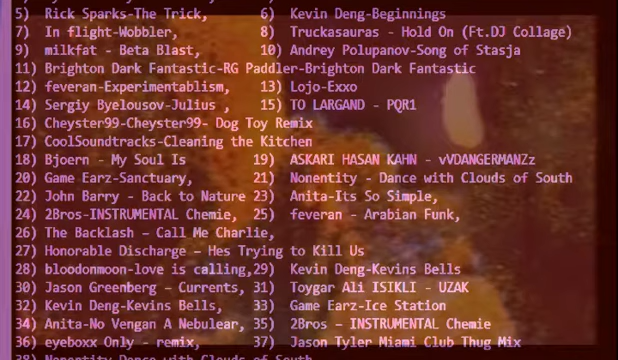 5) Rick Sparks-The Trick, 6) Kevin Deng-Beginnings
7) In flight-Wobbler, 8) Truckasauras - Hold On (Ft.DJ Collage)
9) milkfat - Beta Blast, 10) Andrey Polupanov-Song of Stasja
11) Brighton Dark Fantastic-RG Paddler-Brighton Dark Fantastic
12) feveran-Experimentablism, 13) Lojo-Exxo
14) Sergiy Byelousov-Julius , 15) TO LARGAND - PQR1
16) Cheyster99-Cheyster99- Dog Toy Remix
17) CoolSoundtracks-Cleaning the Kitchen
18) Bjoern - My Soul Is 19) ASKARI HASAN KAHN - vVDANGERMANZz
20) Game Earz-Sanctuary, 21) Nonentity - Dance with Clouds of South
22) John Barry - Back to Nature 23) Anita-Its So Simple,
24) 2Bros-INSTRUMENTAL Chemie, 25) feveran - Arabian Funk,
26) The Backlash – Call Me Charlie,
27) Honorable Discharge – Hes Trying to Kill Us
28) bloodonmoon-love is calling,29) Kevin Deng-Kevins Bells
30) Jason Greenberg – Currents, 31) Toygar Ali ISIKLI - UZAK
32) Kevin Deng-Kevins Bells, 33) Game Earz-Ice Station
34) Anita-No Vengan A Nebulear, 35) 2Bros – INSTRUMENTAL Chemie
36) eyeboxx Only - remix, 37) Jason Tyler Miami Club Thug Mix
38) Nonentity Dance with Clouds of South